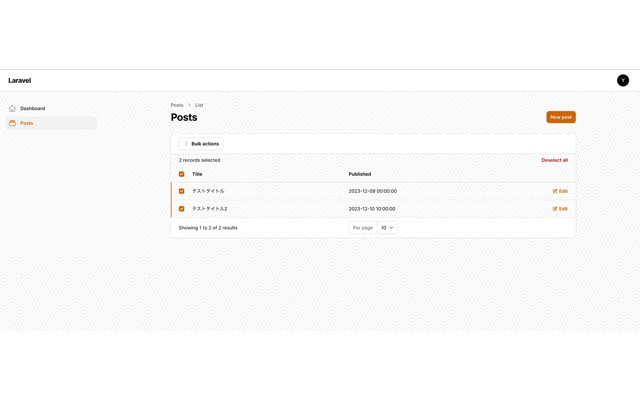 Laravel
Y
Dashboard
Posts
Posts > List
Posts
New post
Bulk actions
2 records selected
Deselect all
Title Published
テストタイトル 2023-12-09 00:00:00 Edit
テストタイトル2 2023-12-10 10:00:00 Edit
Showing 1 to 2 of 2 results
Per page 10